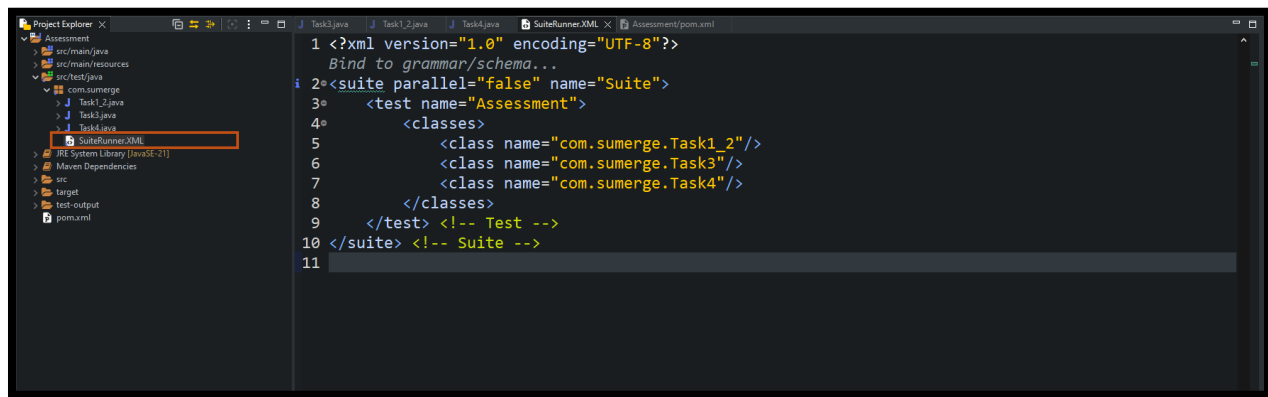 Project Explorer
Task3.java Task1_2.java Task4.java SuiteRunner.XML Assessment/pom.xml
Assessment
src/main/java
src/main/resources
src/test/java
com.sumerge
Task1_2.java
Task3.java
Task4.java
SuiteRunner.XML
JRE System Library [JavaSE-21]
Maven Dependencies
src
target
test-output
pom.xml
1 <?xml version="1.0" encoding="UTF-8"?>
Bind to grammar/schema...
2 <suite parallel="false" name="Suite">
3 <test name="Assessment">
4 <classes>
5 <class name="com.sumerge.Task1_2"/>
6 <class name="com.sumerge.Task3"/>
7 <class name="com.sumerge.Task4"/>
8 </classes>
9 </test> <!-- Test -->
10 </suite> <!-- Suite -->
11